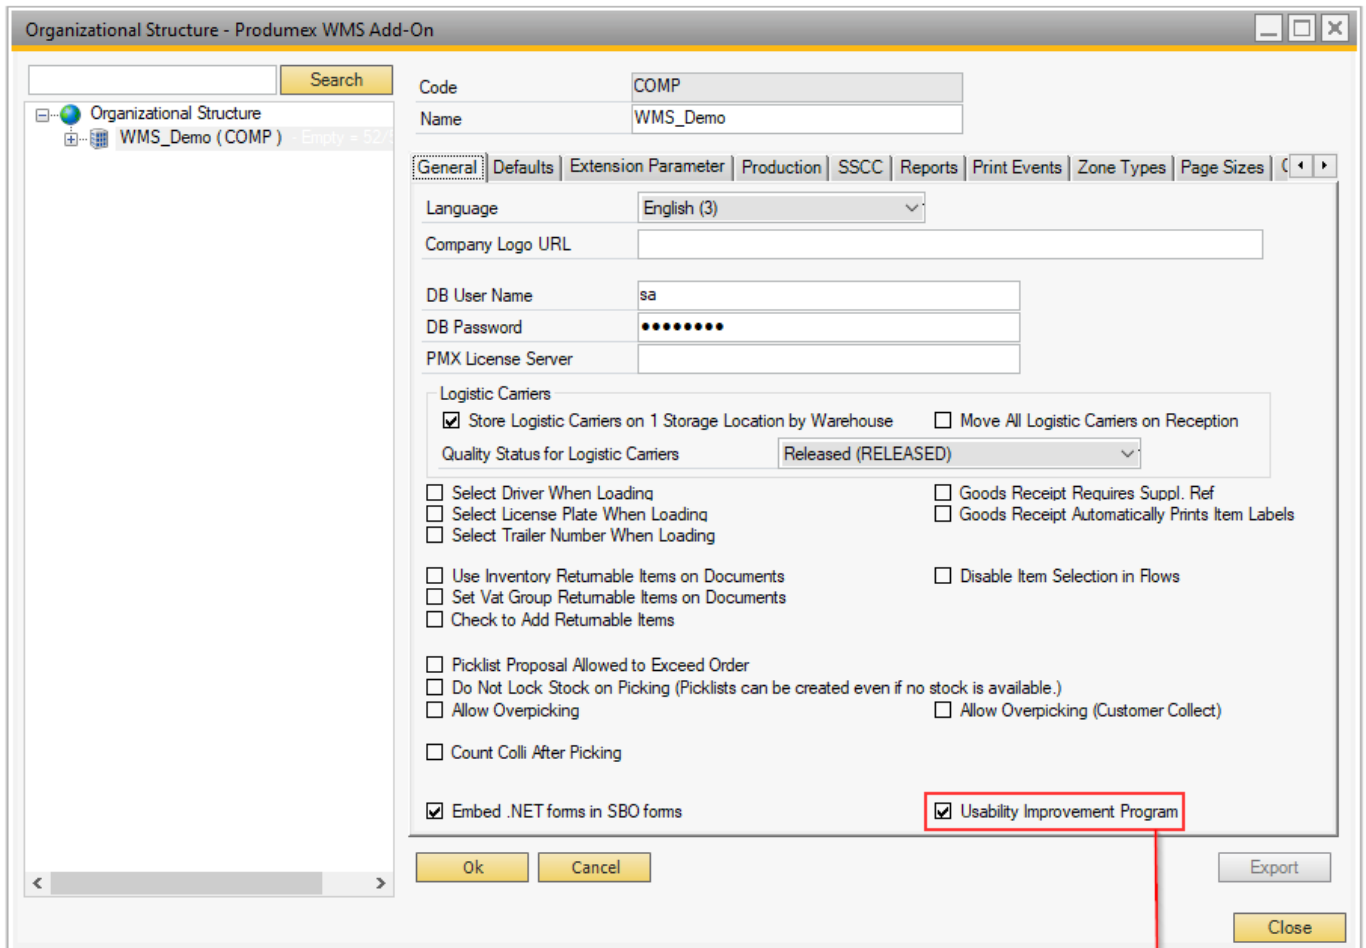 Organizational Structure - Produmex WMS Add-On
Search
Organizational Structure
WMS_Demo ( COMP ) - Empty = 52/
Code COMP
Name WMS_Demo
General Defaults Extension Parameter Production SSCC Reports Print Events Zone Types Page Sizes
Language English (3)
Company Logo URL
DB User Name sa
DB Password ●●●●●●●●
PMX License Server
Logistic Carriers
Store Logistic Carriers on 1 Storage Location by Warehouse Move All Logistic Carriers on Reception
Quality Status for Logistic Carriers Released (RELEASED)
Select Driver When Loading Goods Receipt Requires Suppl. Ref
Select License Plate When Loading Goods Receipt Automatically Prints Item Labels
Select Trailer Number When Loading
Use Inventory Returnable Items on Documents Disable Item Selection in Flows
Set Vat Group Returnable Items on Documents
Check to Add Returnable Items
Picklist Proposal Allowed to Exceed Order
Do Not Lock Stock on Picking (Picklists can be created even if no stock is available.)
Allow Overpicking Allow Overpicking (Customer Collect)
Count Colli After Picking
Embed .NET forms in SBO forms Usability Improvement Program
Ok Cancel Export
Close